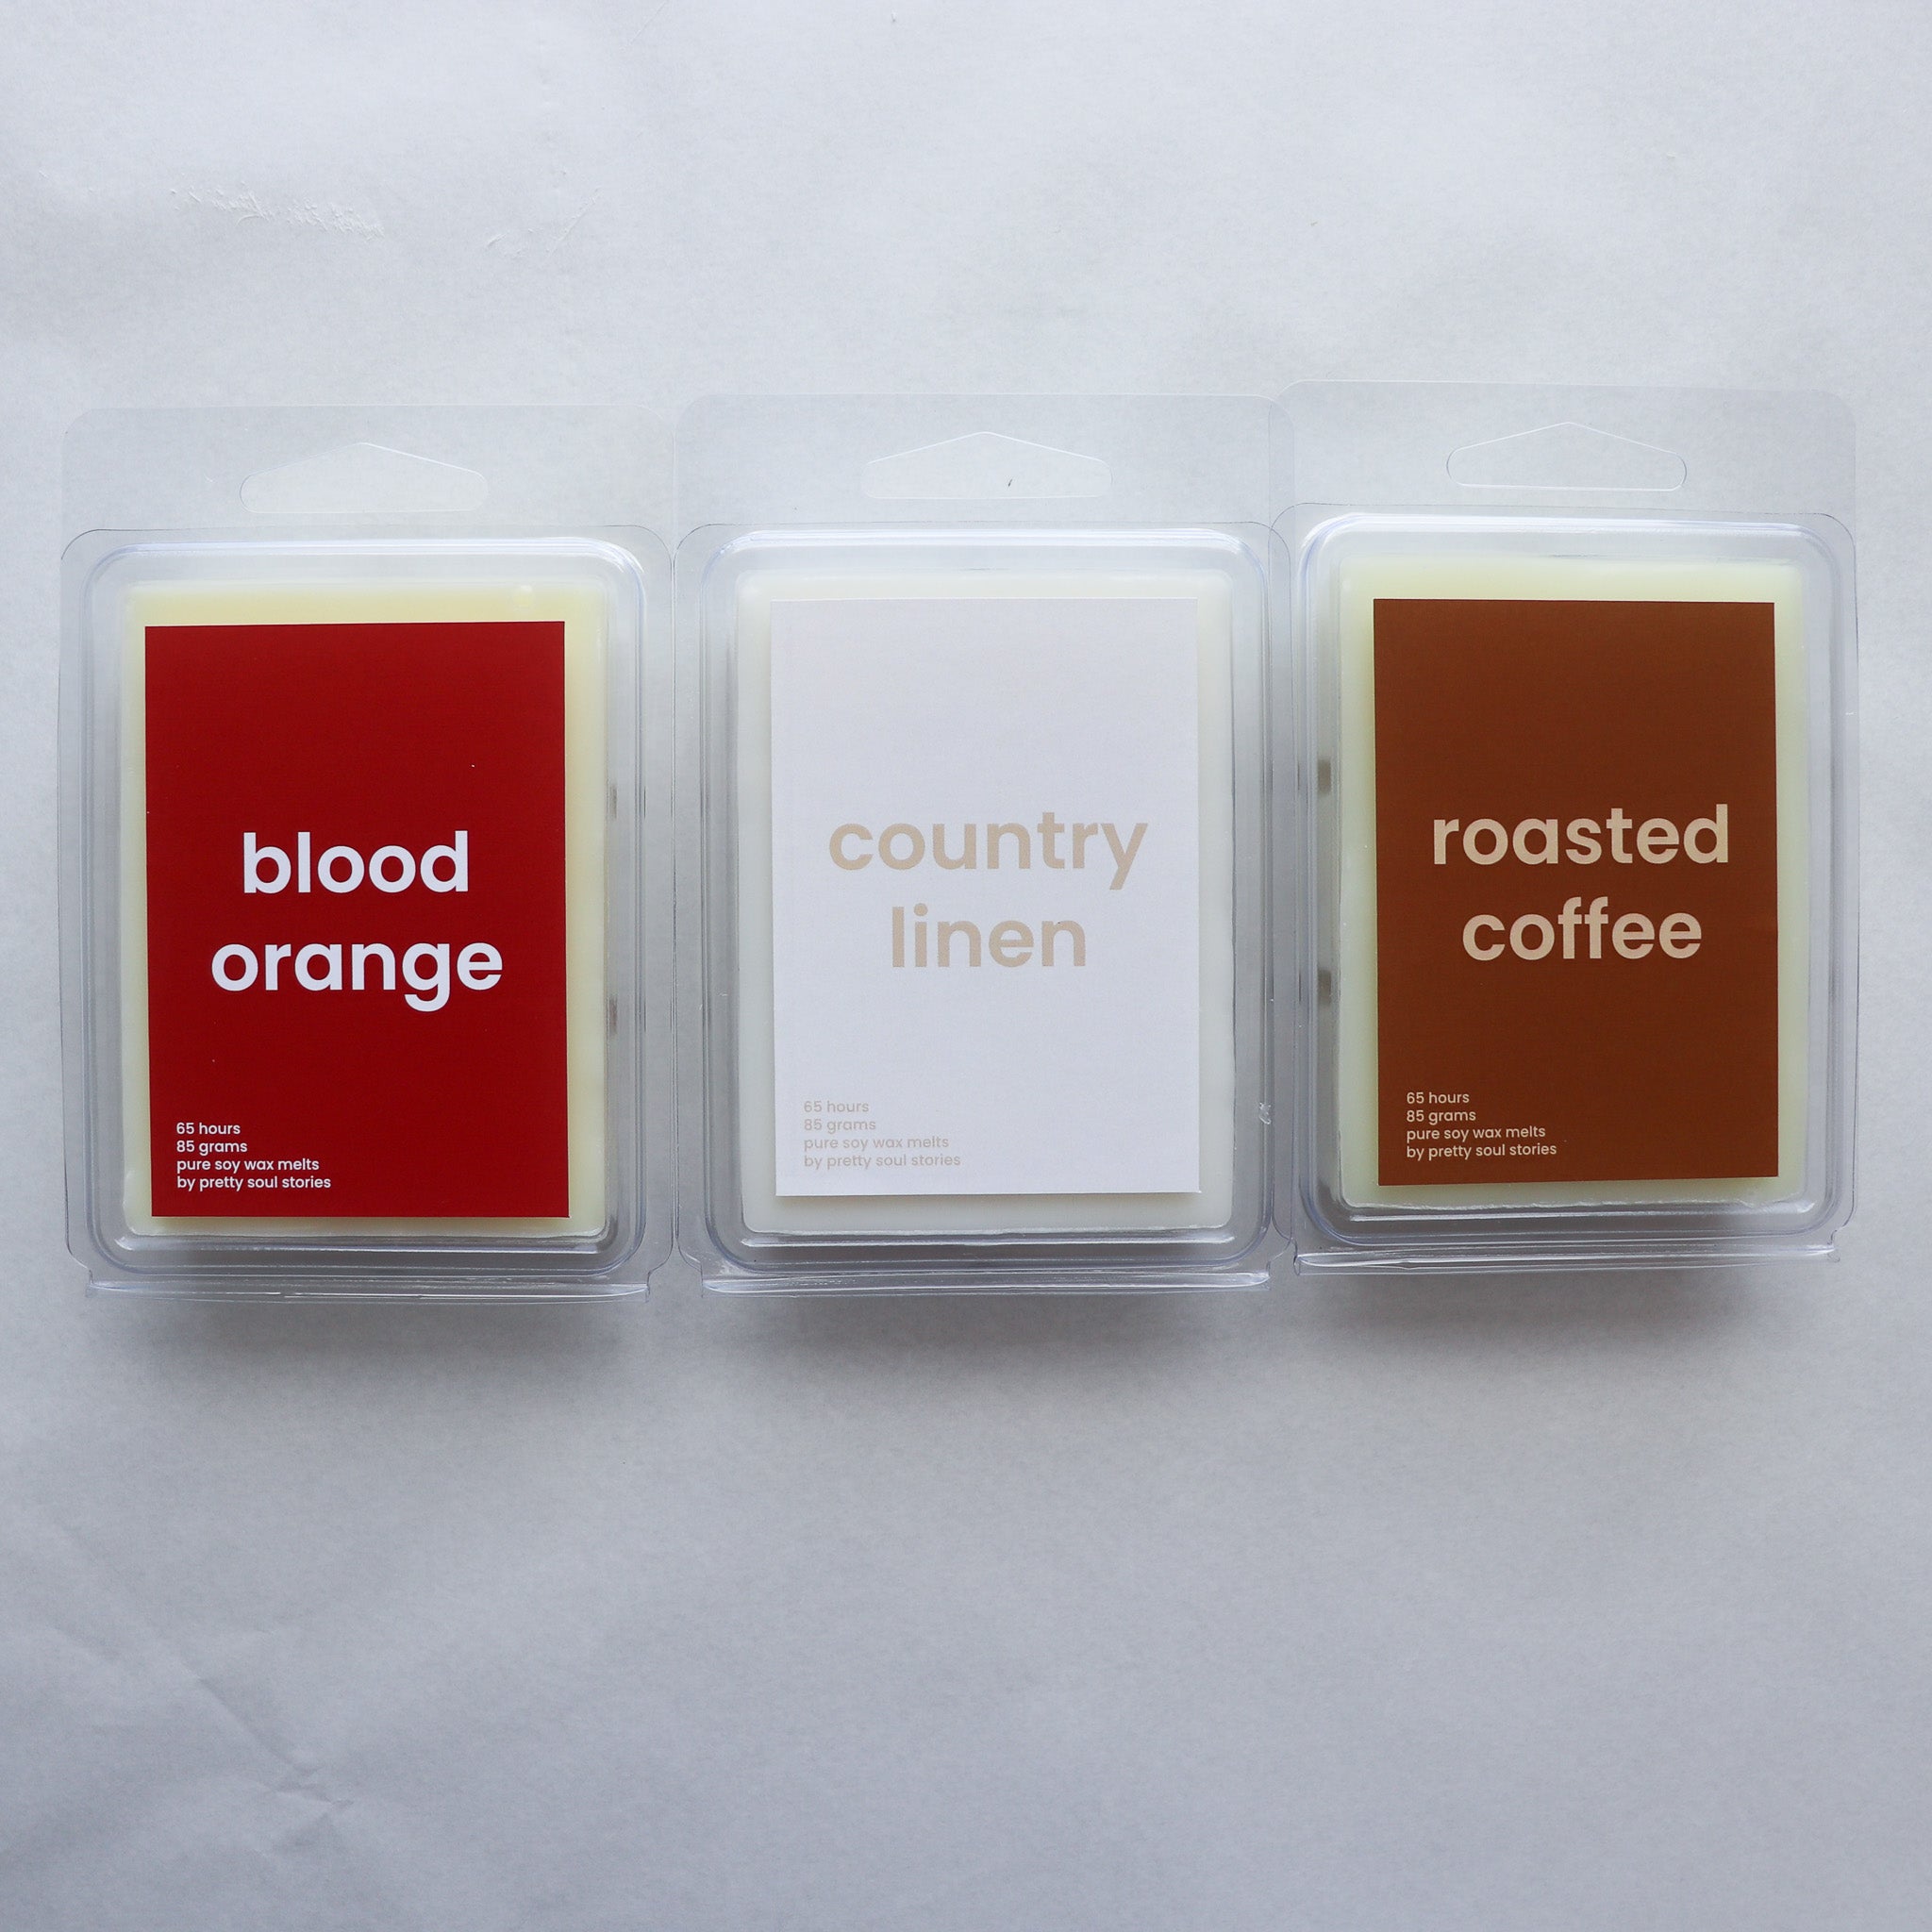 blood
orange
65 hours
85 grams
pure soy wax melts
by pretty soul stories
country
linen
65 hours
85 grams
pure soy wax melts
by pretty soul stories
roasted
coffee
65 hours
85 grams
pure soy wax melts
by pretty soul stories